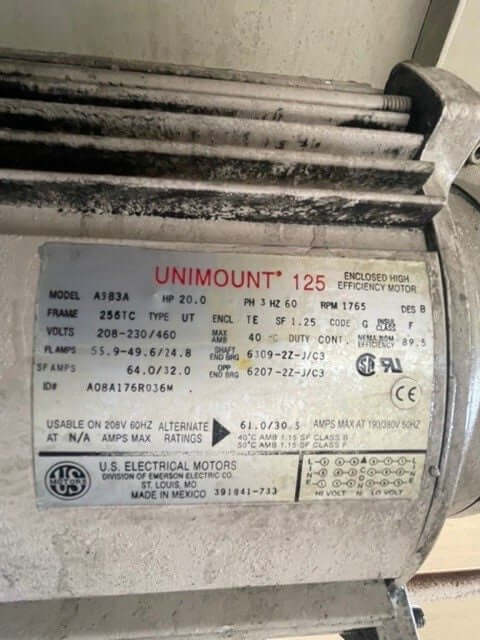 UNIMOUNT® 125 ENCLOSED HIGH EFFICIENCY MOTOR
MODEL A983A HP 20.0 PH 3 HZ 60 RPM 1765 DES B
FRAME 256TC TYPE UT ENCL TE SF 1.25 CODE G INSUL CLASS F
VOLTS 208-230/460 MAX AMB 40 °C DUTY CONT. NEMA NOM EFFICIENCY 89.5
FL AMPS 55.9-49.6/24.8 SHAFT END BRG 6309-2Z-J/C3
SF AMPS 64.0/32.0 OPP END BRG 6207-2Z-J/C3
ID# A08A176R036M
USABLE ON 208V 60HZ ALTERNATE 61.0/30.5 AMPS MAX AT 190/380V 50HZ
AT N/A AMPS MAX RATINGS 40°C AMB 1.15 SF CLASS B
50°C AMB 1.15 SF CLASS F
US MOTORS
U.S. ELECTRICAL MOTORS
DIVISION OF EMERSON ELECTRIC CO.
ST. LOUIS, MO
MADE IN MEXICO 391841-733
LINE
HI VOLT LO VOLT